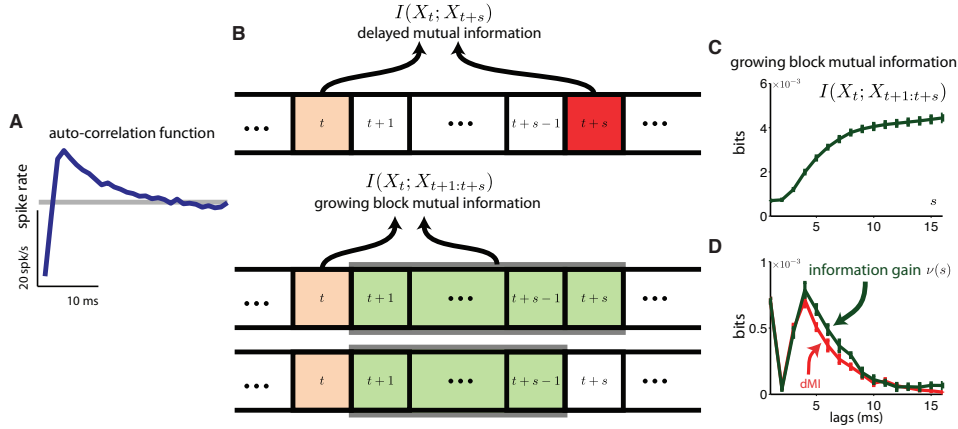 A
auto-correlation function
spike rate
20 spk/s
10 ms
B
I(X_t; X_{t+s})
delayed mutual information
••• t t+1 ••• t+s−1 t+s •••
I(X_t; X_{t+1:t+s})
growing block mutual information
••• t t+1 ••• t+s−1 t+s •••
••• t t+1 ••• t+s−1 t+s •••
C
growing block mutual information
×10⁻³
I(X_t; X_{t+1:t+s})
6
4
2
0
bits
5 10 15
s
D
×10⁻³
1
0.5
0
bits
information gain ν(s)
dMI
5 10 15
lags (ms)